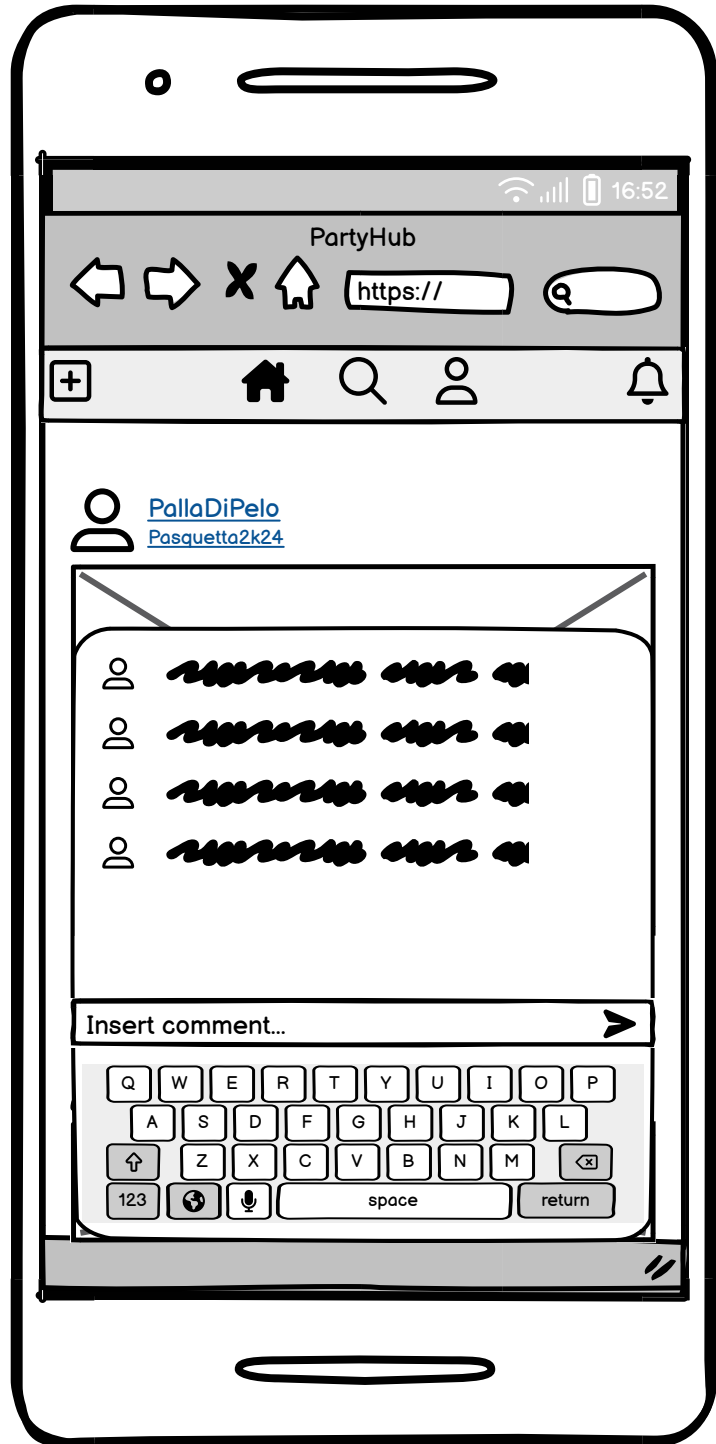 16:52
PartyHub
https://
PallaDiPelo
Pasquetta2k24
Insert comment...
Q W E R T Y U I O P
A S D F G H J K L
Z X C V B N M
123 space return